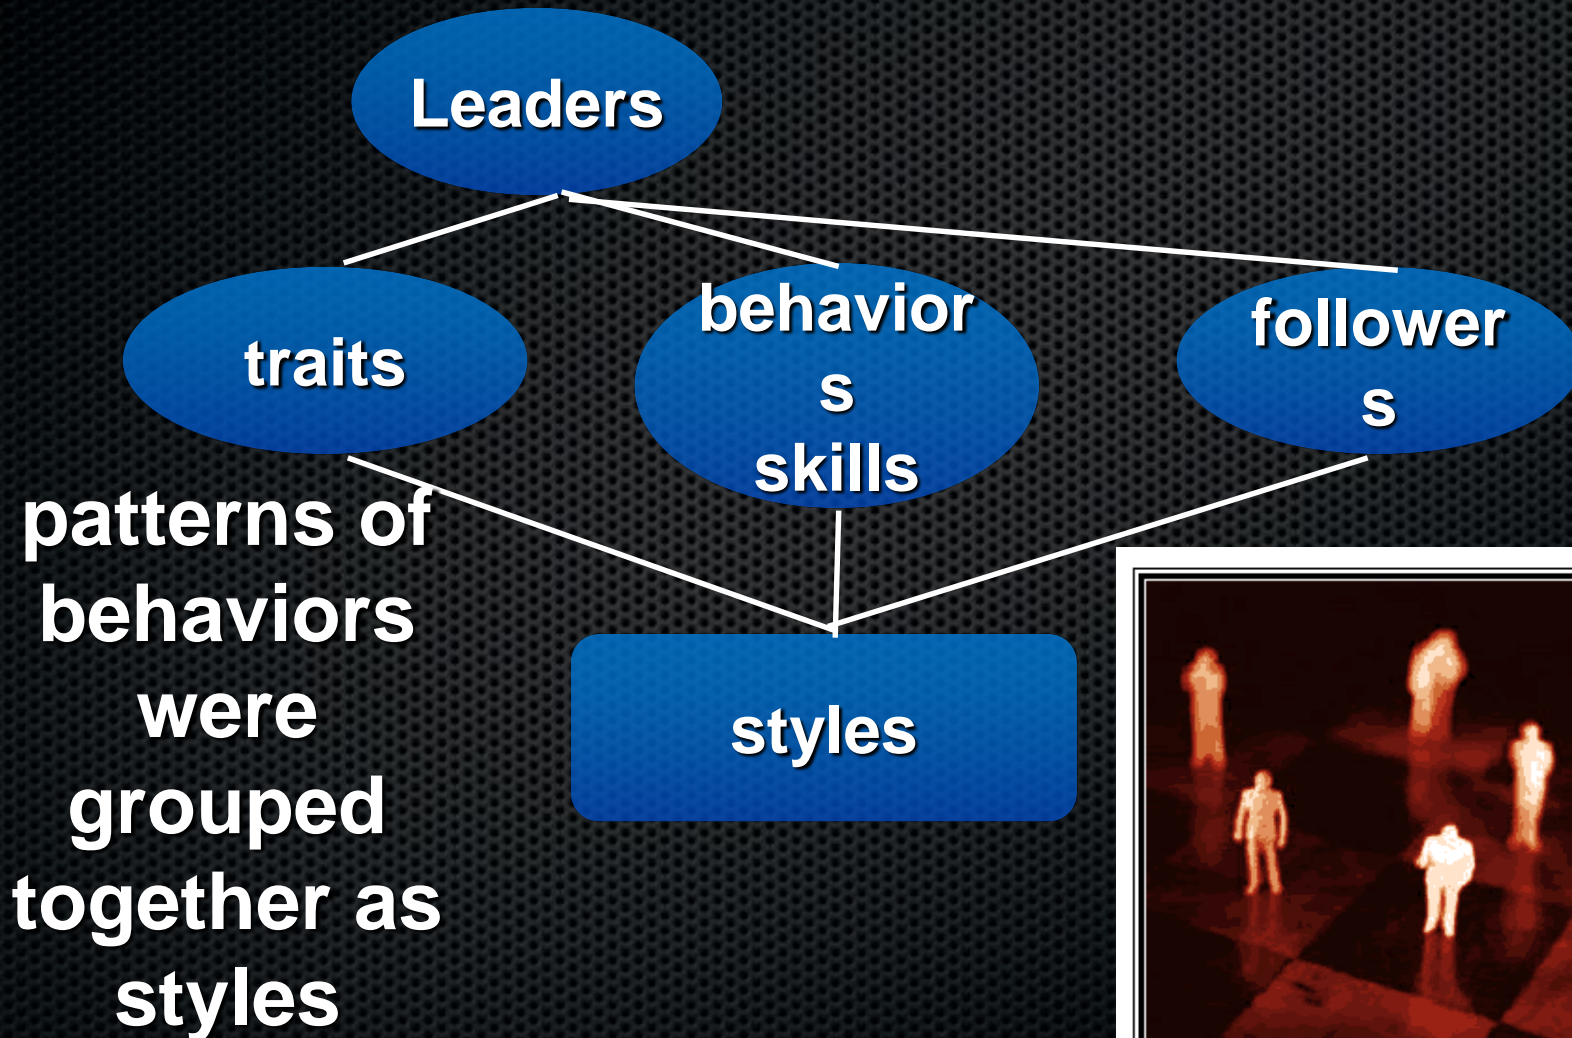 Leaders
traits
behavior
s
skills
follower
s
patterns of
behaviors
were
grouped
together as
styles
styles